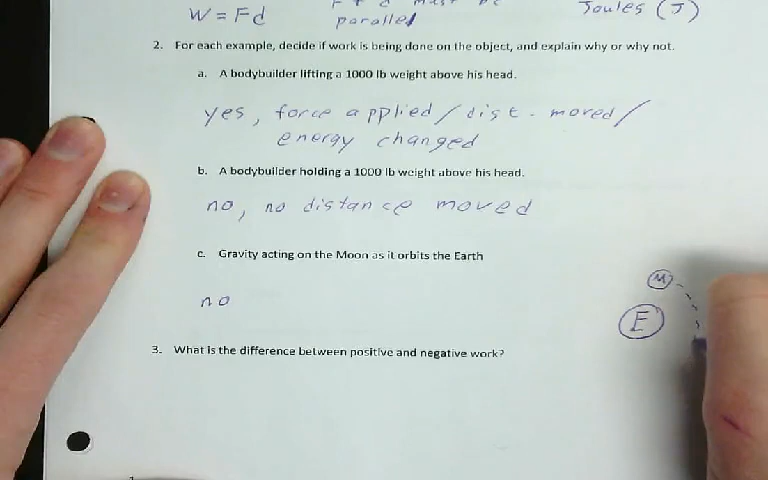 W = Fd
parallel
Joules (J)
2. For each example, decide if work is being done on the object, and explain why or why not.
a. A bodybuilder lifting a 1000 lb weight above his head.
yes, force applied/dist. moved/
energy changed
b. A bodybuilder holding a 1000 lb weight above his head.
no, no distance moved
c. Gravity acting on the Moon as it orbits the Earth
M
no
E
3. What is the difference between positive and negative work?